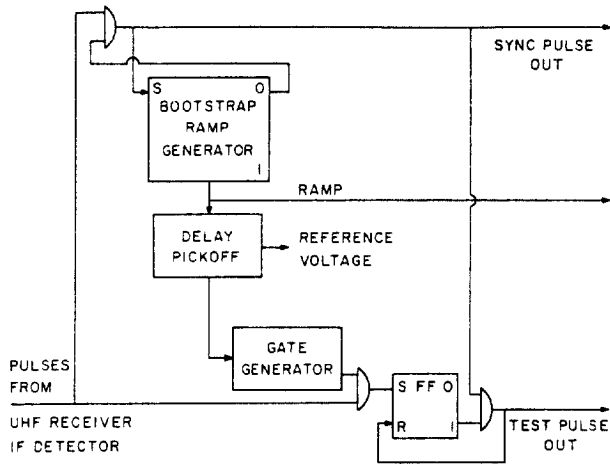 SYNC PULSE
OUT
S O
BOOTSTRAP
RAMP
GENERATOR
I
RAMP
DELAY
PICKOFF
REFERENCE
VOLTAGE
GATE
GENERATOR
PULSES
FROM
UHF RECEIVER
IF DETECTOR
S FF O
R I
TEST PULSE
OUT